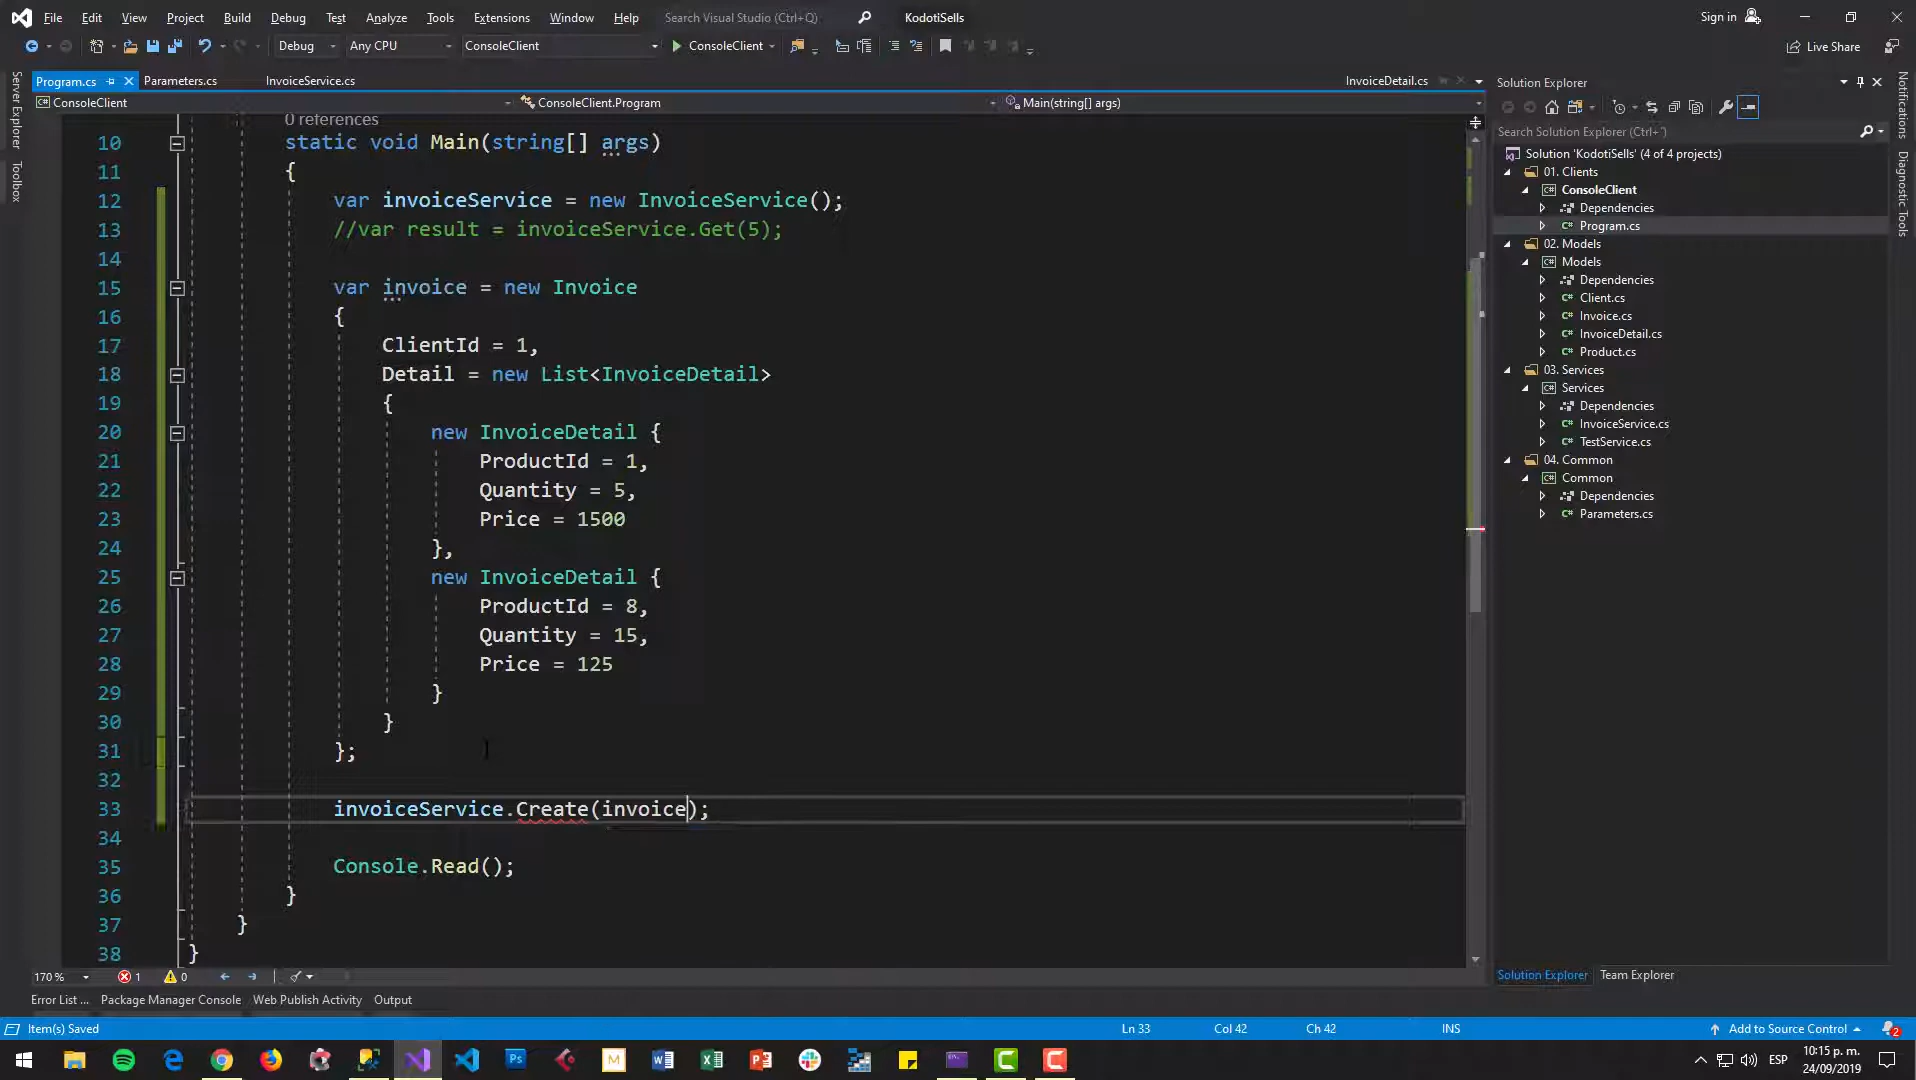 File Edit View Project Build Debug Test Analyze Tools Extensions Window Help Search Visual Studio (Ctrl+Q) KodotiSells Sign in
Debug Any CPU ConsoleClient ConsoleClient Live Share
Program.cs Parameters.cs InvoiceService.cs InvoiceDetail.cs
ConsoleClient ConsoleClient.Program Main(string[] args)
Server Explorer
Toolbox
0 references
10 static void Main(string[] args)
11 {
12 var invoiceService = new InvoiceService();
13 //var result = invoiceService.Get(5);
14
15 var invoice = new Invoice
16 {
17 ClientId = 1,
18 Detail = new List<InvoiceDetail>
19 {
20 new InvoiceDetail {
21 ProductId = 1,
22 Quantity = 5,
23 Price = 1500
24 },
25 new InvoiceDetail {
26 ProductId = 8,
27 Quantity = 15,
28 Price = 125
29 }
30 }
31 };
32
33 invoiceService.Create(invoice);
34
35 Console.Read();
36 }
37 }
38 }
170 % 1 0
Solution Explorer
Search Solution Explorer (Ctrl+¨)
Solution 'KodotiSells' (4 of 4 projects)
01. Clients
C# ConsoleClient
Dependencies
C# Program.cs
02. Models
C# Models
Dependencies
C# Client.cs
C# Invoice.cs
C# InvoiceDetail.cs
C# Product.cs
03. Services
C# Services
Dependencies
C# InvoiceService.cs
C# TestService.cs
04. Common
C# Common
Dependencies
C# Parameters.cs
Solution Explorer Team Explorer
Notifications
Diagnostic Tools
Error List ... Package Manager Console Web Publish Activity Output
Item(s) Saved Ln 33 Col 42 Ch 42 INS Add to Source Control 2
ESP 10:15 p. m.
24/09/2019